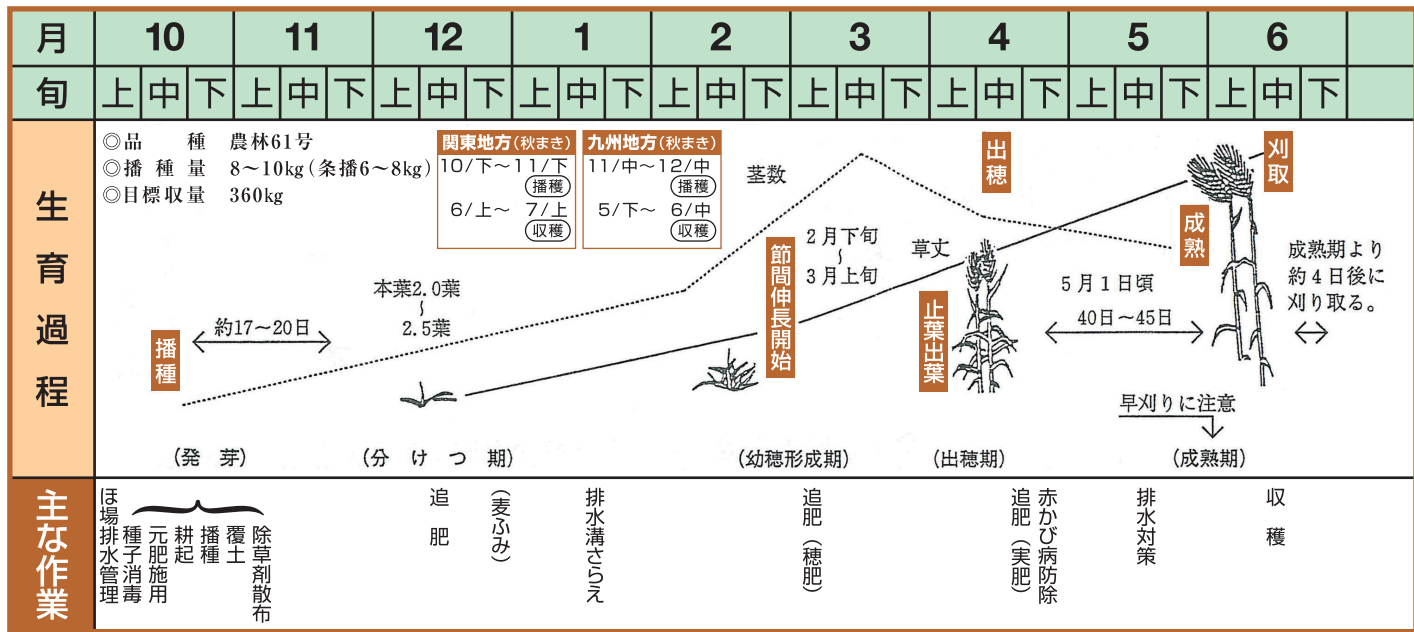 月 10 11 12 1 2 3 4 5 6
旬 上 中 下 上 中 下 上 中 下 上 中 下 上 中 下 上 中 下 上 中 下 上 中 下 上 中 下
生育過程
◎品種 農林61号
◎播種量 8～10kg(条播6～8kg)
◎目標収量 360kg
関東地方(秋まき)
10/下～11/下
播穫
6/上～ 7/上
収穫
九州地方(秋まき)
11/中～12/中
播穫
5/下～ 6/中
収穫
播種
約17～20日
本葉2.0葉
～
2.5葉
茎数
節間伸長開始
2月下旬
～
3月上旬
草丈
止葉出葉
出穂
5月1日頃
40日～45日
成熟
刈取
成熟期より
約4日後に
刈り取る。
早刈りに注意
(発芽)
(分けつ期)
(幼穂形成期)
(出穂期)
(成熟期)
主な作業
ほ場排水管理
種子消毒
元肥施用
耕起
播種
覆土
除草剤散布
追肥
(麦ふみ)
排水溝さらえ
追肥(穂肥)
追肥(実肥)
赤かび病防除
排水対策
収穫